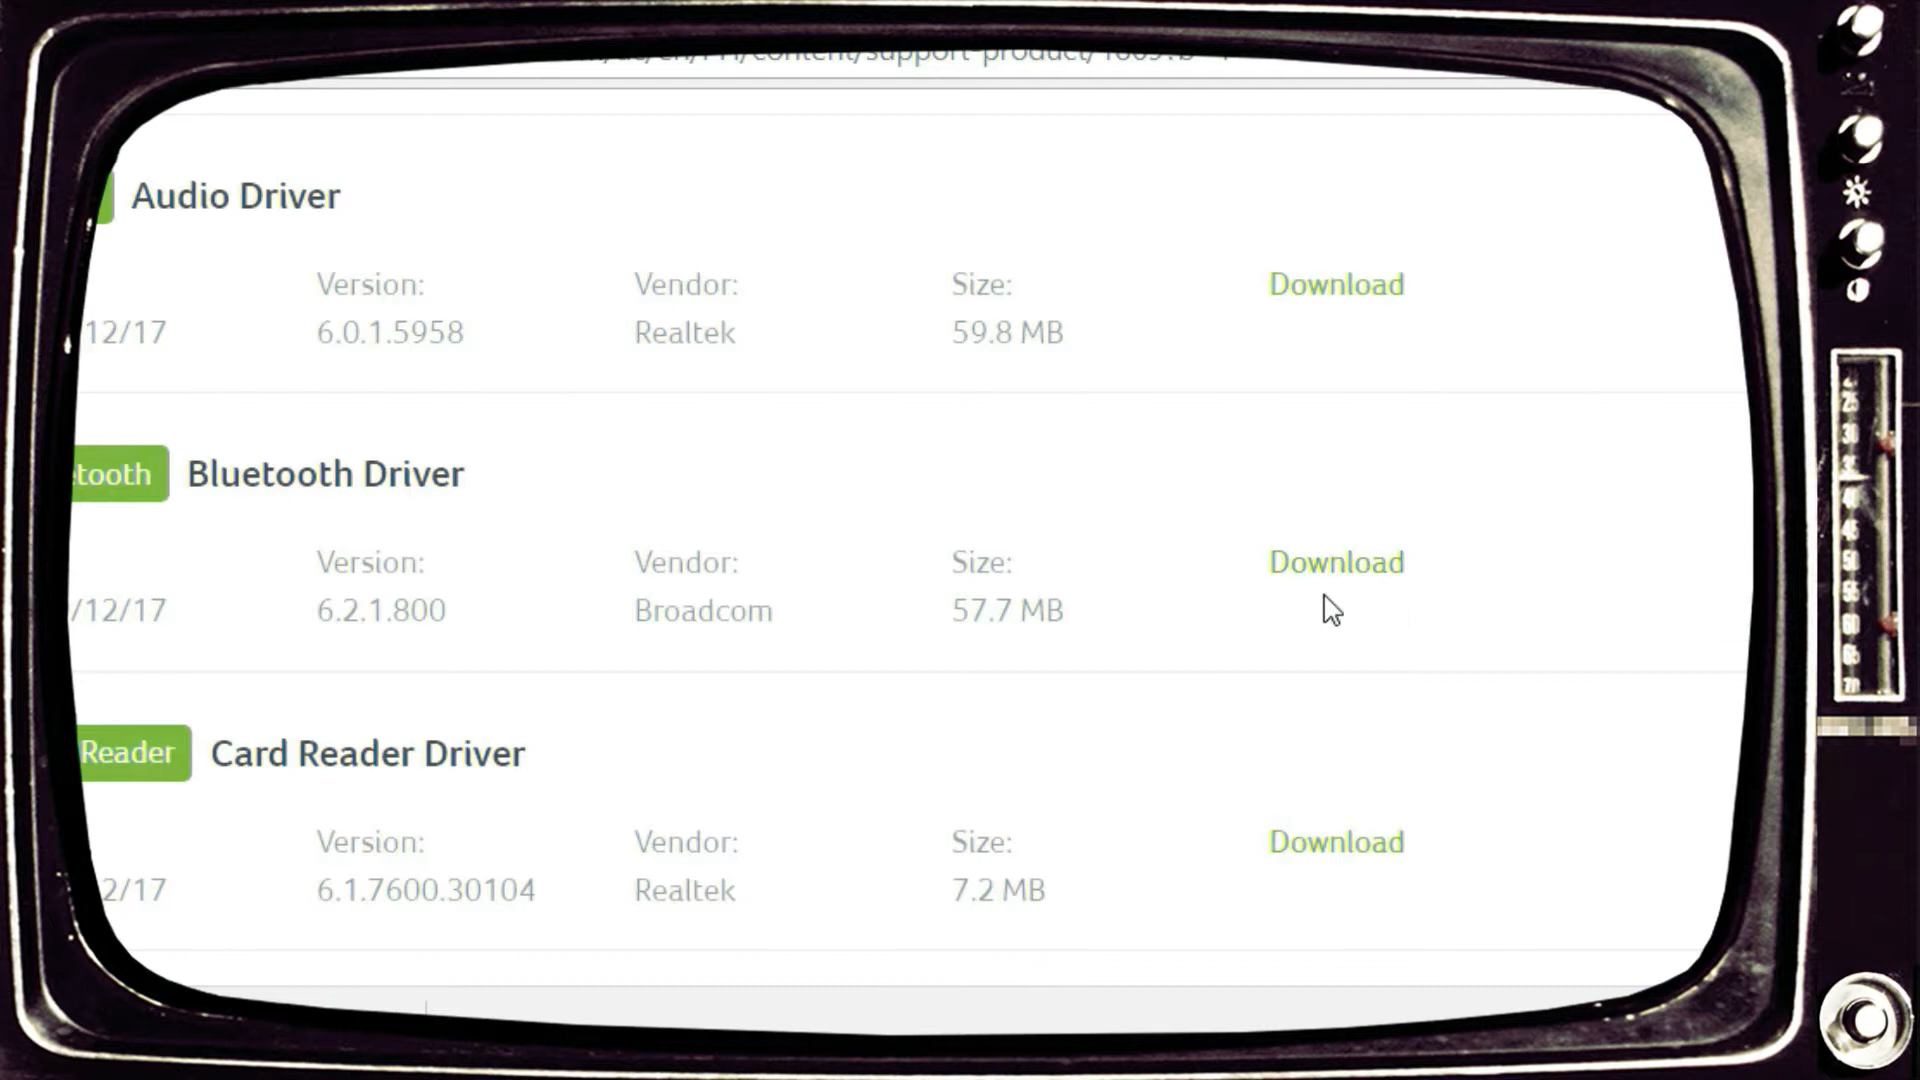 Audio Driver
Version: Vendor: Size: Download
12/17 6.0.1.5958 Realtek 59.8 MB
etooth Bluetooth Driver
Version: Vendor: Size: Download
/12/17 6.2.1.800 Broadcom 57.7 MB
Reader Card Reader Driver
Version: Vendor: Size: Download
2/17 6.1.7600.30104 Realtek 7.2 MB